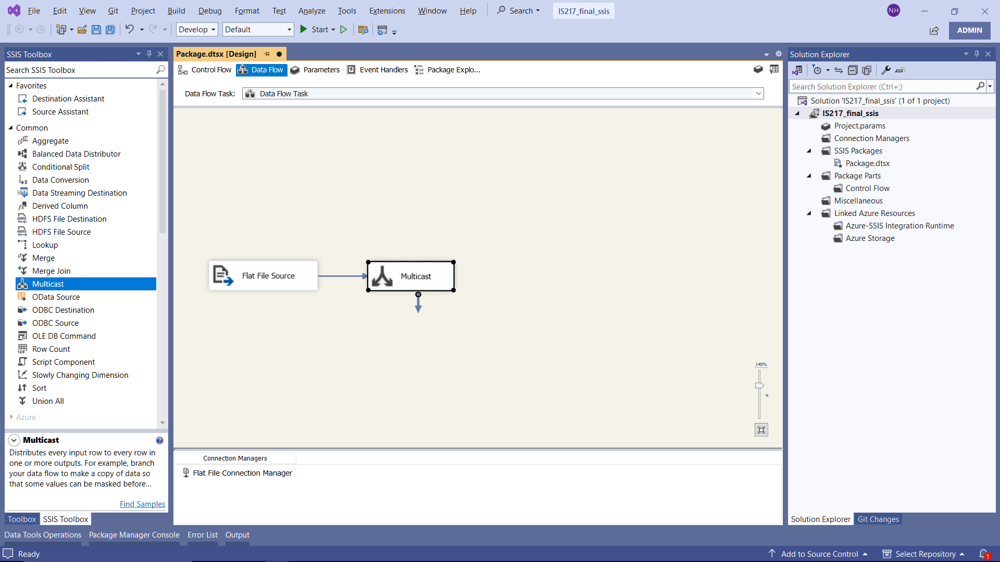 File Edit View Git Project Build Debug Format Test Analyze Tools Extensions Window Help Search IS217_final_ssis NH
Develop Default Start ADMIN
SSIS Toolbox
Search SSIS Toolbox
Favorites
Destination Assistant
Source Assistant
Common
Aggregate
Balanced Data Distributor
Conditional Split
Data Conversion
Data Streaming Destination
Derived Column
HDFS File Destination
HDFS File Source
Lookup
Merge
Merge Join
Multicast
OData Source
ODBC Destination
ODBC Source
OLE DB Command
Row Count
Script Component
Slowly Changing Dimension
Sort
Union All
Azure
Multicast
Distributes every input row to every row in
one or more outputs. For example, branch
your data flow to make a copy of data so
that some values can be masked before...
Find Samples
Toolbox SSIS Toolbox
Package.dtsx [Design]
Control Flow Data Flow Parameters Event Handlers Package Explo...
Data Flow Task: Data Flow Task
Flat File Source
Multicast
140%
Connection Managers
Flat File Connection Manager
Solution Explorer
Search Solution Explorer (Ctrl+;)
Solution 'IS217_final_ssis' (1 of 1 project)
IS217_final_ssis
Project.params
Connection Managers
SSIS Packages
Package.dtsx
Package Parts
Control Flow
Miscellaneous
Linked Azure Resources
Azure-SSIS Integration Runtime
Azure Storage
Solution Explorer Git Changes
Data Tools Operations Package Manager Console Error List Output
Ready Add to Source Control Select Repository 1